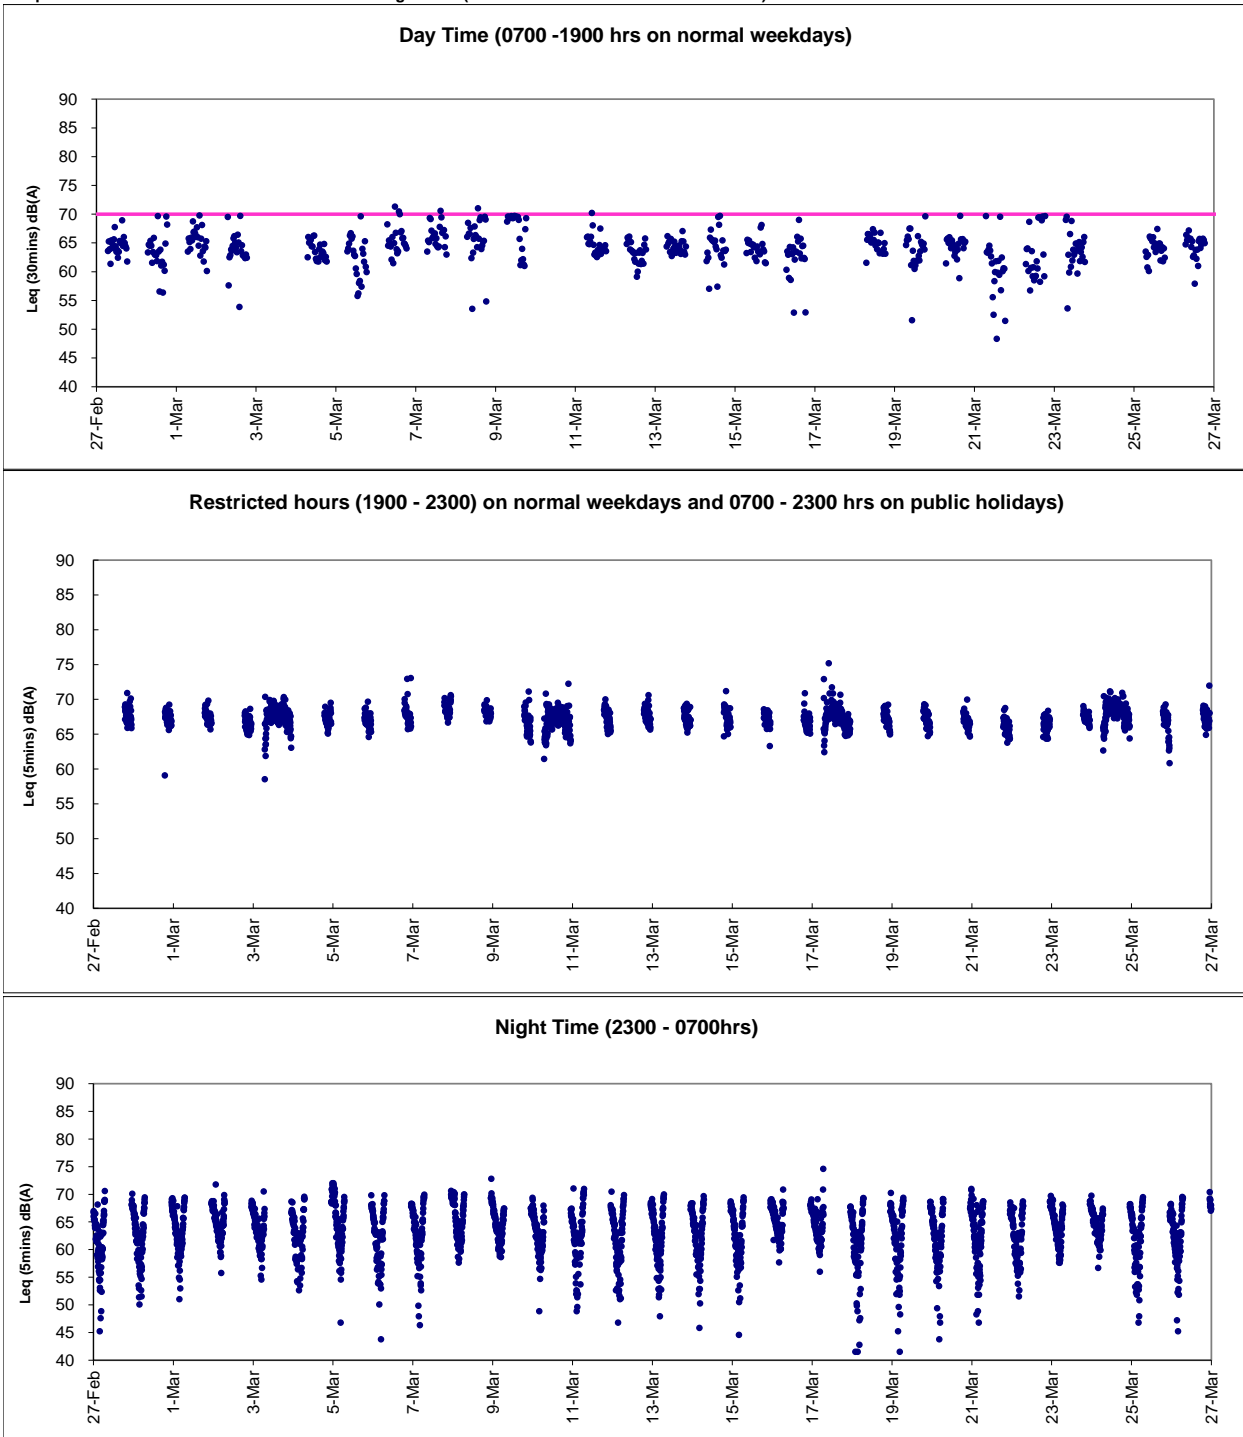 Day Time (0700 -1900 hrs on normal weekdays)
90
85
80
75
70
65
60
55
50
45
40
Leq (30mins) dB(A)
27-Feb
1-Mar
3-Mar
5-Mar
7-Mar
9-Mar
11-Mar
13-Mar
15-Mar
17-Mar
19-Mar
21-Mar
23-Mar
25-Mar
27-Mar
Restricted hours (1900 - 2300) on normal weekdays and 0700 - 2300 hrs on public holidays)
90
85
80
75
70
65
60
55
50
45
40
Leq (5mins) dB(A)
27-Feb
1-Mar
3-Mar
5-Mar
7-Mar
9-Mar
11-Mar
13-Mar
15-Mar
17-Mar
19-Mar
21-Mar
23-Mar
25-Mar
27-Mar
Night Time (2300 - 0700hrs)
90
85
80
75
70
65
60
55
50
45
40
Leq (5mins) dB(A)
27-Feb
1-Mar
3-Mar
5-Mar
7-Mar
9-Mar
11-Mar
13-Mar
15-Mar
17-Mar
19-Mar
21-Mar
23-Mar
25-Mar
27-Mar